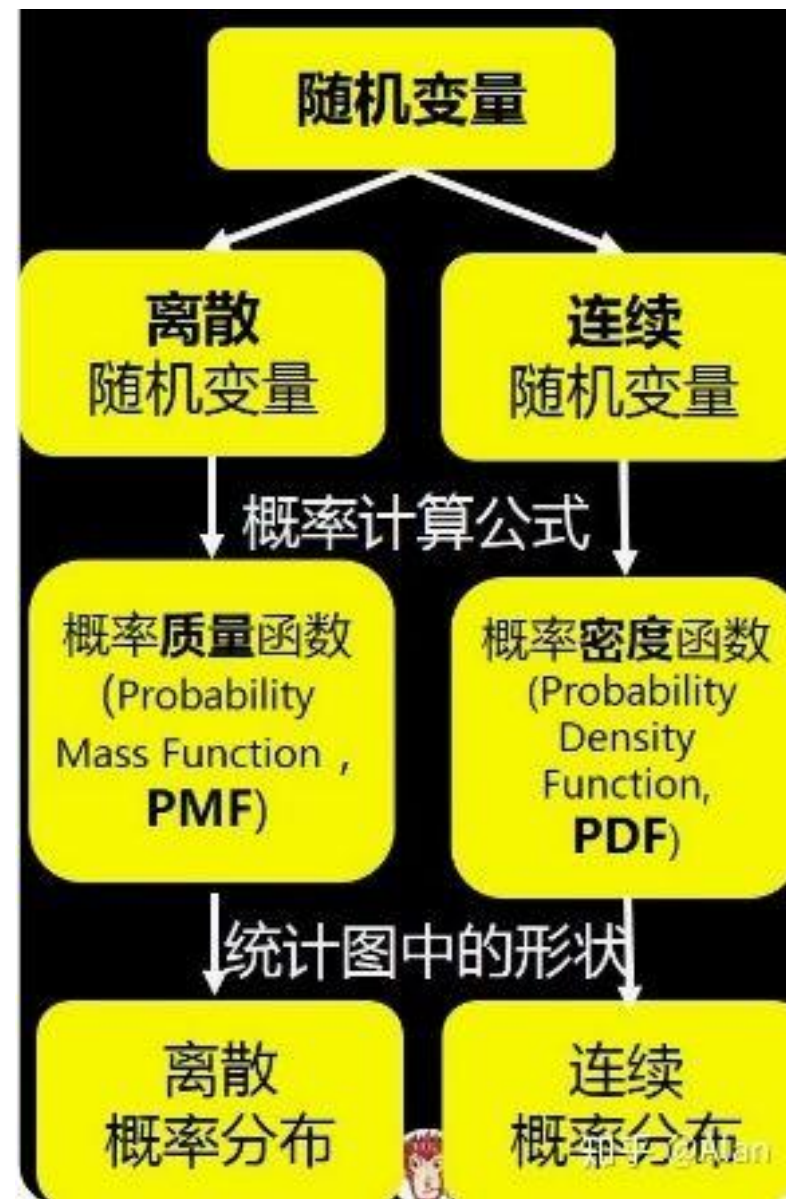 随机变量
离散
随机变量
连续
随机变量
概率计算公式
概率质量函数
(Probability
Mass Function ,
PMF)
概率密度函数
(Probability
Density
Function,
PDF)
统计图中的形状
离散
概率分布
连续
概率分布
知乎 @Alan